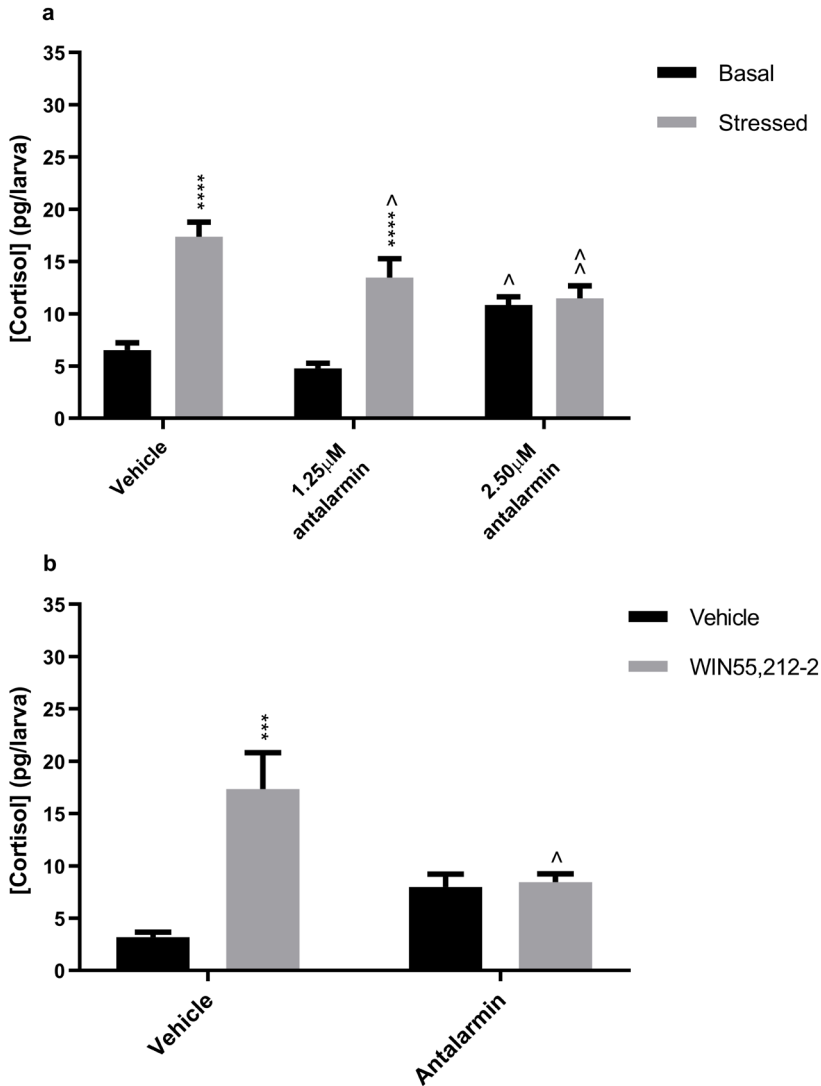 a
[Cortisol] (pg/larva)
35
30
25
20
15
10
5
0
****
^
****
^
^
^
Basal
Stressed
Vehicle
1.25μM
antalarmin
2.50μM
antalarmin
b
[Cortisol] (pg/larva)
35
30
25
20
15
10
5
0
***
^
Vehicle
WIN55,212-2
Vehicle
Antalarmin